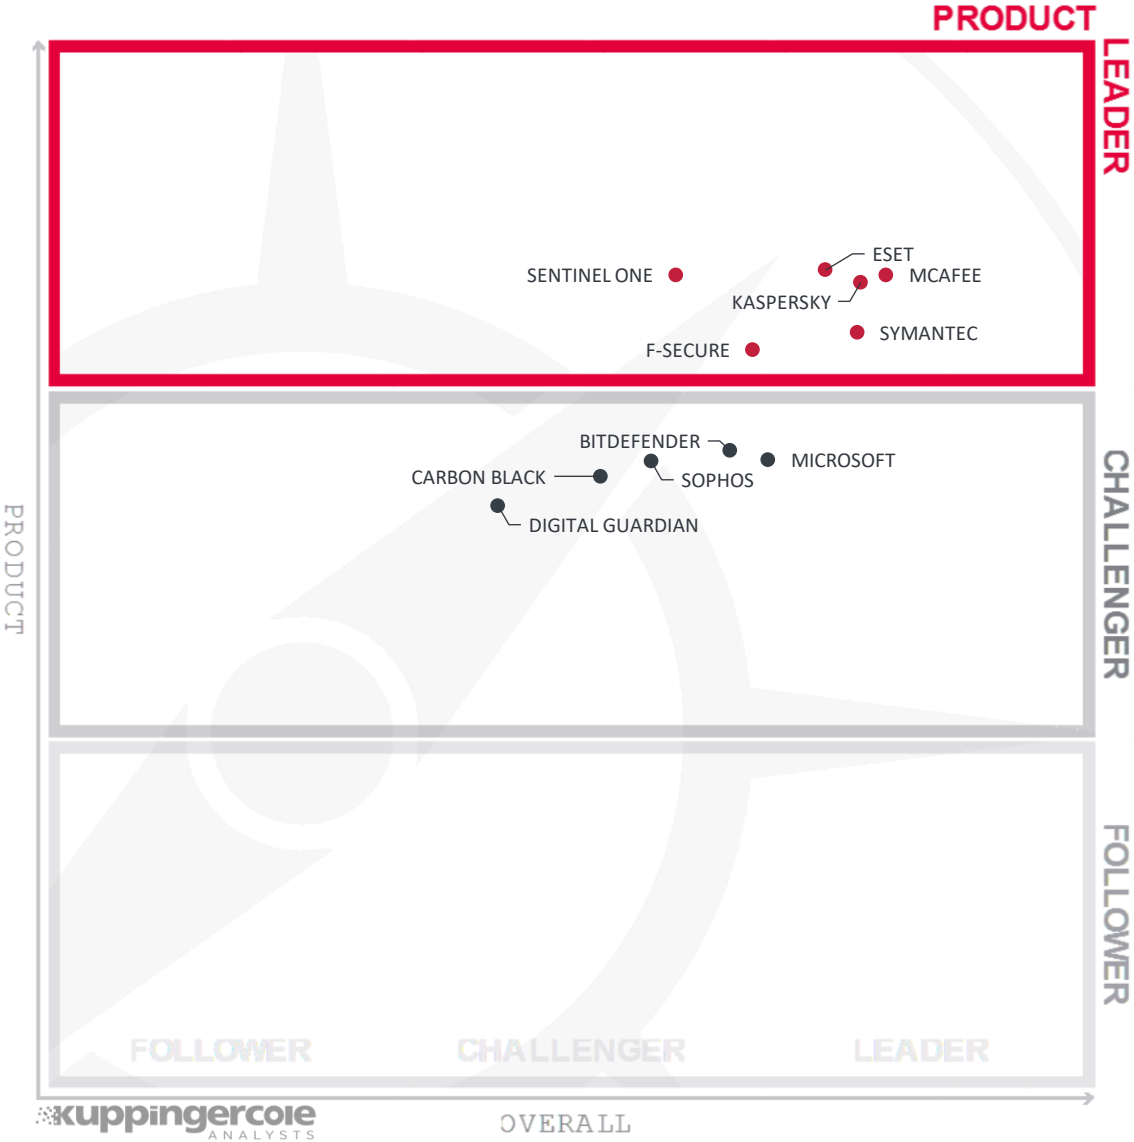 PRODUCT
LEADER
ESET
SENTINEL ONE
MCAFEE
KASPERSKY
SYMANTEC
F-SECURE
BITDEFENDER
MICROSOFT
CARBON BLACK
SOPHOS
DIGITAL GUARDIAN
CHALLENGER
PRODUCT
FOLLOWER
FOLLOWER
CHALLENGER
LEADER
kuppingercole
ANALYSTS
OVERALL